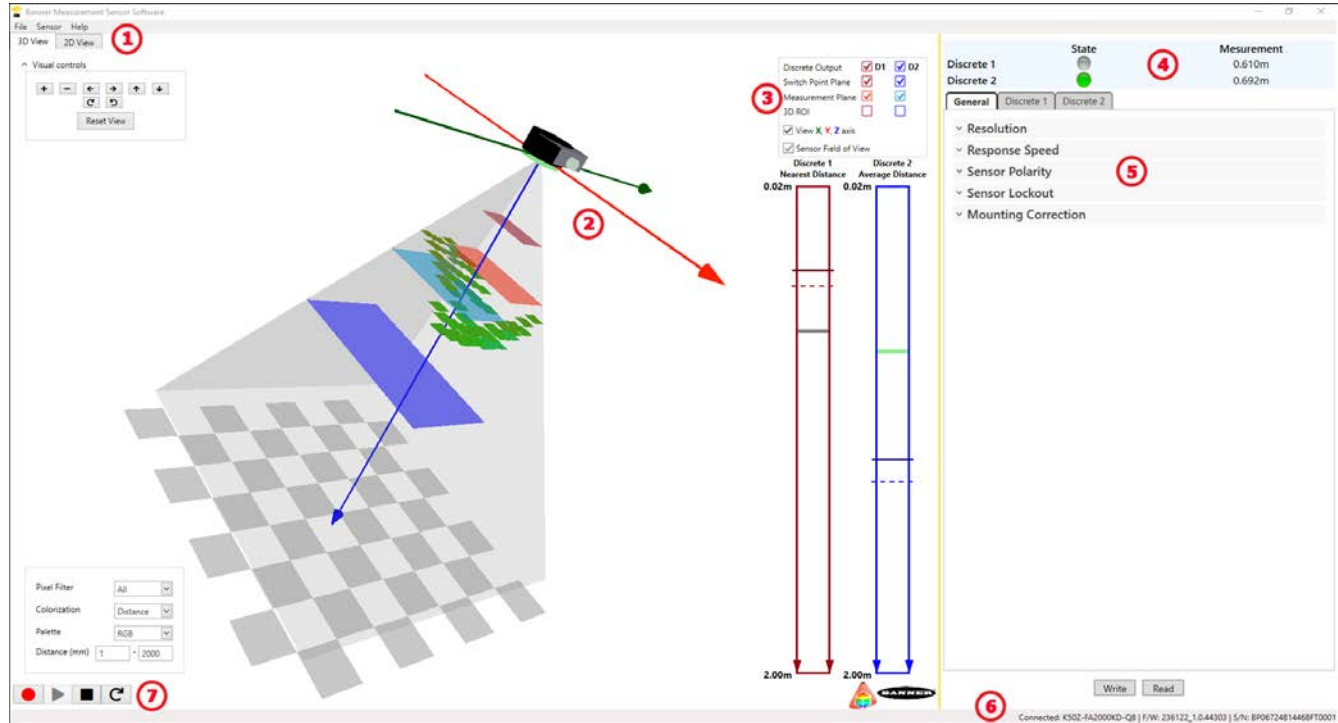 Banner Measurement Sensor Software
File Sensor Help
3D View 2D View
1
Visual controls
Reset View
2
Discrete Output D1 D2
Switch Point Plane
3
Measurement Plane
3D ROI
View X, Y, Z axis
Sensor Field of View
Discrete 1 Discrete 2
Nearest Distance Average Distance
0.02m 0.02m
2.00m 2.00m
BANNER
State Mesurement
Discrete 1 0.610m
4
Discrete 2 0.692m
General Discrete 1 Discrete 2
Resolution
Response Speed
5
Sensor Polarity
Sensor Lockout
Mounting Correction
Pixel Filter All
Colorization Distance
Palette RGB
Distance (mm) 1 - 2000
7
Write Read
6
Connected: K50Z-FA2000KD-Q8 | F/W: 236122_1.0.44303 | S/N: BP06724814468FT0001